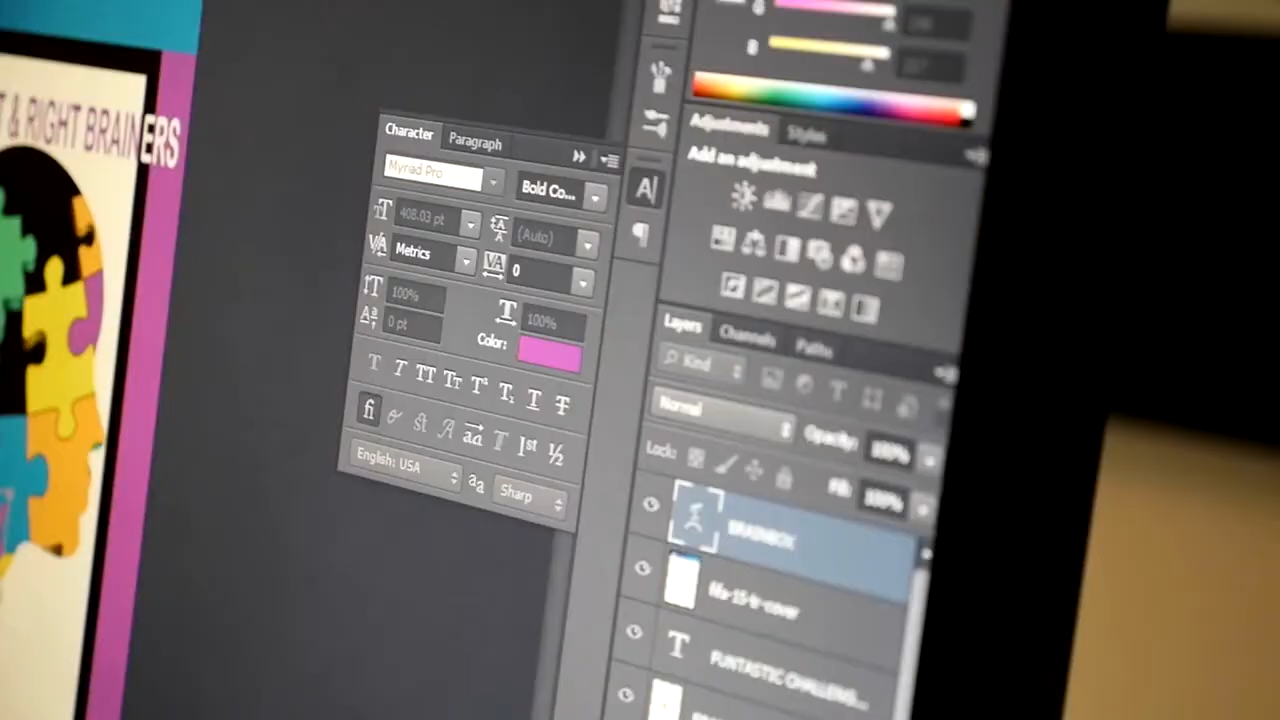 T & RIGHT BRAINERS
Character
Paragraph
Myriad Pro
Bold Co...
408.03 pt
(Auto)
Metrics
0
100%
100%
0 pt
Color:
English: USA
Sharp
B
Adjustments
Styles
Add an adjustment
Layers
Channels
Paths
Kind
Normal
Opacity:
100%
Lock:
Fill:
100%
BRAINBOX
FUNTASTIC CHALLENG...